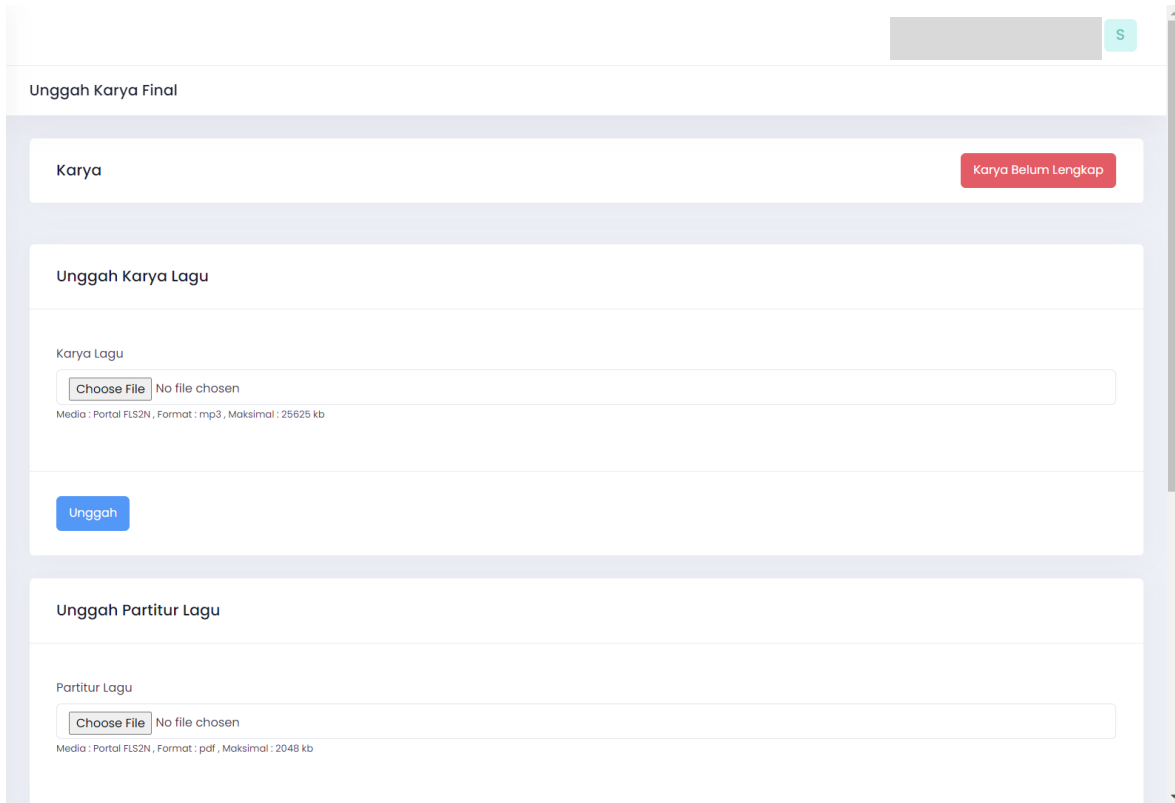 S
Unggah Karya Final
Karya
Karya Belum Lengkap
Unggah Karya Lagu
Karya Lagu
Choose File No file chosen
Media : Portal FLS2N , Format : mp3 , Maksimal : 25625 kb
Unggah
Unggah Partitur Lagu
Partitur Lagu
Choose File No file chosen
Media : Portal FLS2N , Format : pdf , Maksimal : 2048 kb